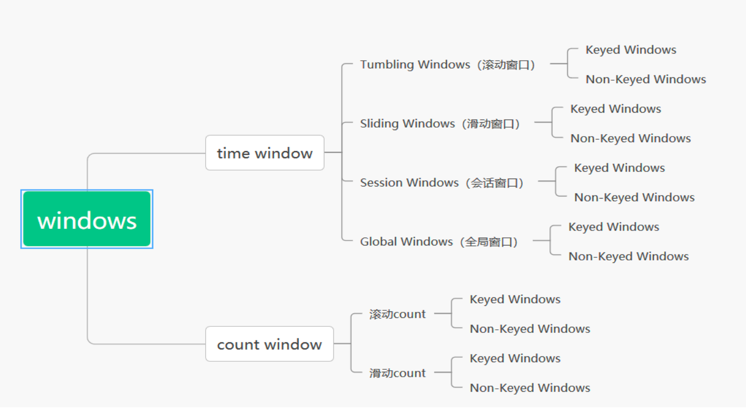 windows
time window
Tumbling Windows（滚动窗口）
Keyed Windows
Non-Keyed Windows
Sliding Windows（滑动窗口）
Keyed Windows
Non-Keyed Windows
Session Windows（会话窗口）
Keyed Windows
Non-Keyed Windows
Global Windows（全局窗口）
Keyed Windows
Non-Keyed Windows
count window
滚动count
Keyed Windows
Non-Keyed Windows
滑动count
Keyed Windows
Non-Keyed Windows